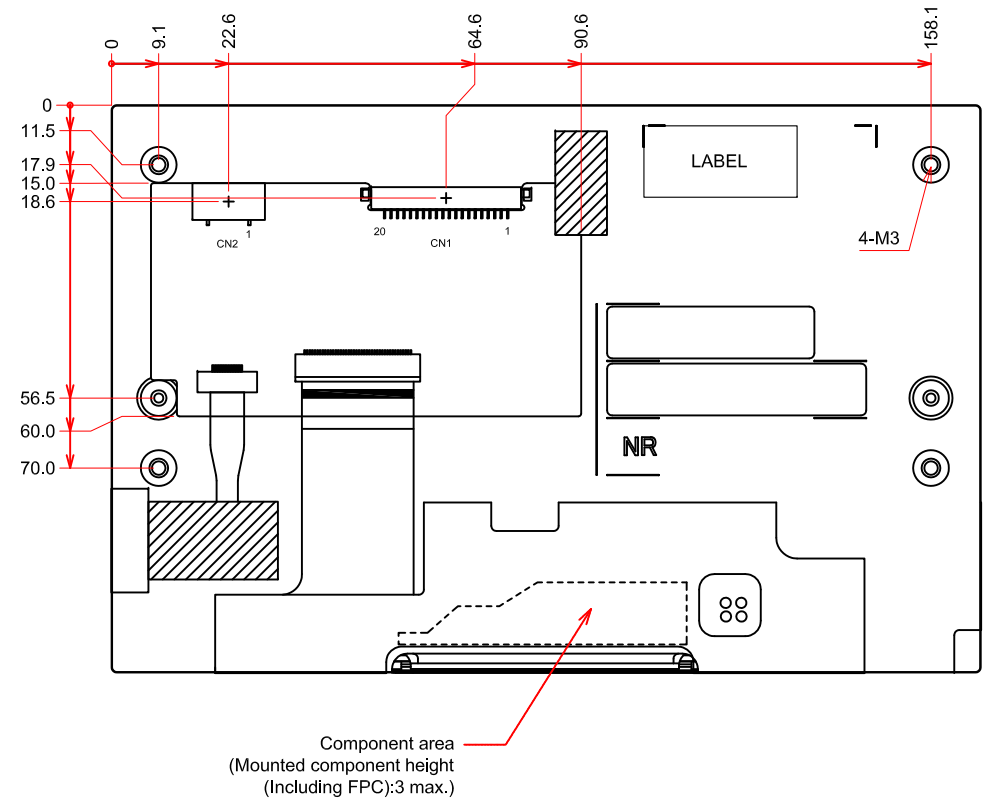 0
9.1
22.6
64.6
90.6
158.1
0
11.5
17.9
15.0
18.6
56.5
60.0
70.0
LABEL
4-M3
1
CN2
20
CN1
1
NR
Component area
(Mounted component height
(Including FPC):3 max.)